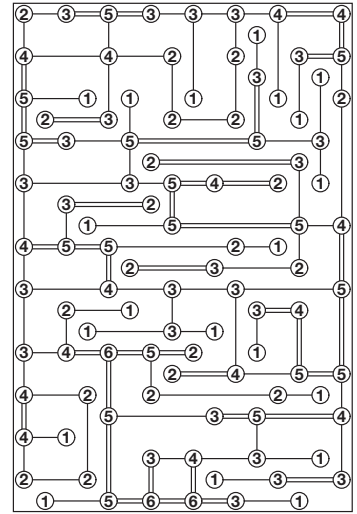 2 3 5 3 3 3 4 4
1
4 4 2 2 3 5
3 1
5 1 1 1 1 2
2 3 2 2 1
5 3 5 5 3
2 3
3 3 5 4 2 1
3 2
1 5 5 4
4 5 5 2 1
2 3 2
3 4 3 3 5
2 1 3 4
1 3 1
3 4 6 5 2 1
2 4 5 5
4 2 2 2 1
5 3 5 4
4 1
3 4 3 1
2 2 1 3 3
1 5 6 6 3 1